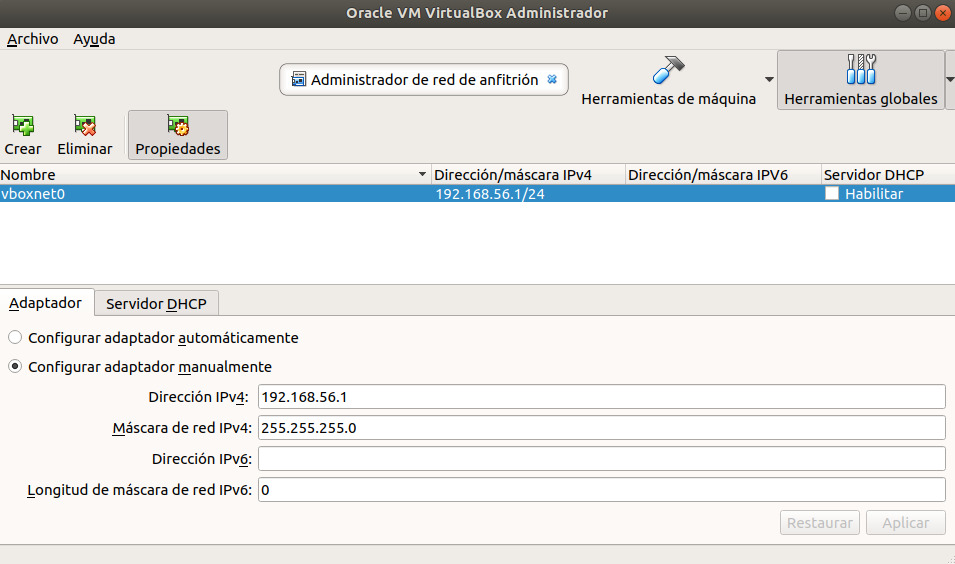 Oracle VM VirtualBox Administrador
Archivo Ayuda
Administrador de red de anfitrión
Herramientas de máquina
Herramientas globales
Crear Eliminar Propiedades
Nombre Dirección/máscara IPv4 Dirección/máscara IPV6 Servidor DHCP
vboxnet0 192.168.56.1/24 Habilitar
Adaptador Servidor DHCP
Configurar adaptador automáticamente
Configurar adaptador manualmente
Dirección IPv4: 192.168.56.1
Máscara de red IPv4: 255.255.255.0
Dirección IPv6:
Longitud de máscara de red IPv6: 0
Restaurar Aplicar